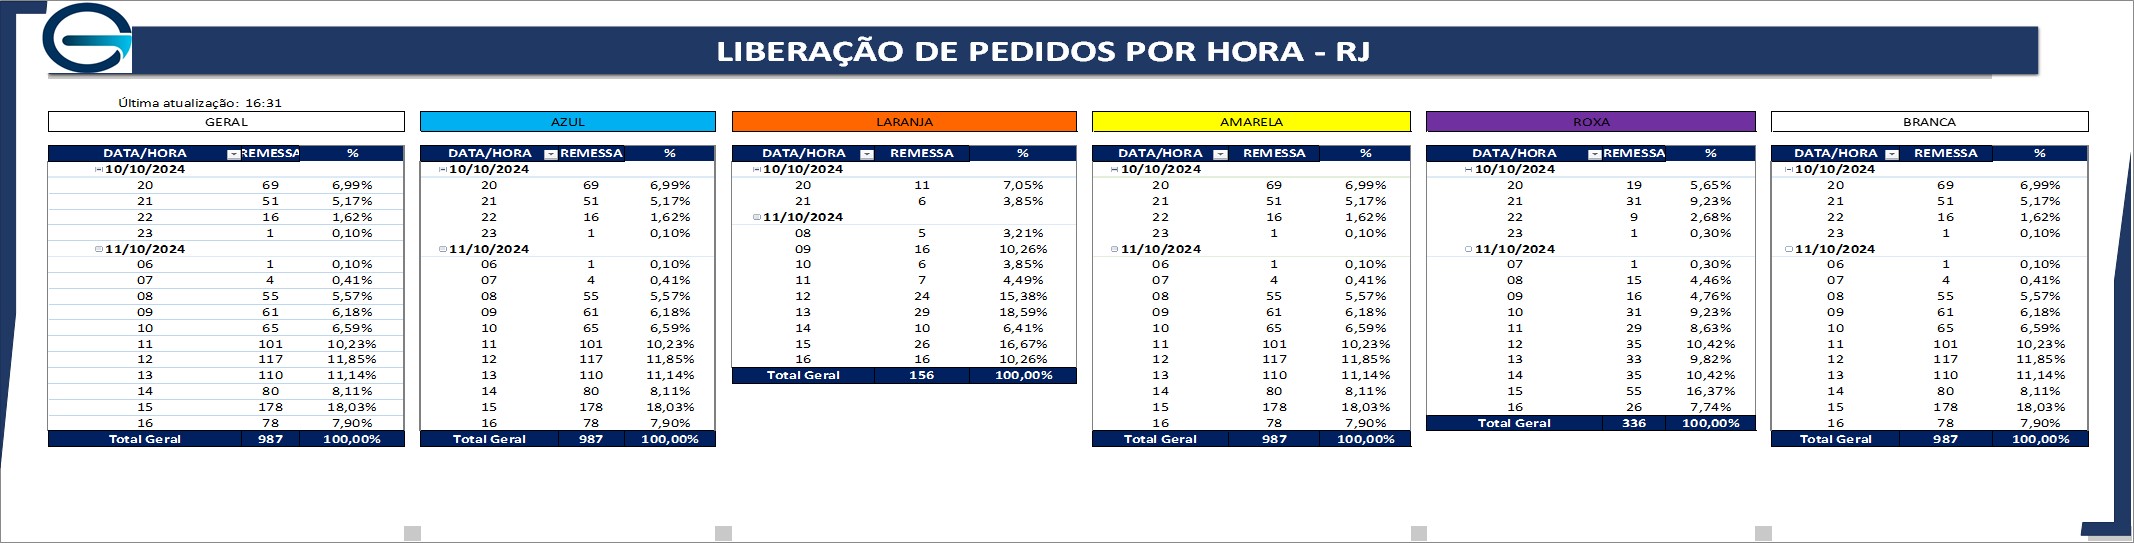 LIBERAÇÃO DE PEDIDOS POR HORA - RJ
Última atualização: 16:31
GERAL
DATA/HORA REMESSA %
10/10/2024
20 69 6,99%
21 51 5,17%
22 16 1,62%
23 1 0,10%
11/10/2024
06 1 0,10%
07 4 0,41%
08 55 5,57%
09 61 6,18%
10 65 6,59%
11 101 10,23%
12 117 11,85%
13 110 11,14%
14 80 8,11%
15 178 18,03%
16 78 7,90%
Total Geral 987 100,00%
AZUL
DATA/HORA REMESSA %
10/10/2024
20 69 6,99%
21 51 5,17%
22 16 1,62%
23 1 0,10%
11/10/2024
06 1 0,10%
07 4 0,41%
08 55 5,57%
09 61 6,18%
10 65 6,59%
11 101 10,23%
12 117 11,85%
13 110 11,14%
14 80 8,11%
15 178 18,03%
16 78 7,90%
Total Geral 987 100,00%
LARANJA
DATA/HORA REMESSA %
10/10/2024
20 11 7,05%
21 6 3,85%
11/10/2024
08 5 3,21%
09 16 10,26%
10 6 3,85%
11 7 4,49%
12 24 15,38%
13 29 18,59%
14 10 6,41%
15 26 16,67%
16 16 10,26%
Total Geral 156 100,00%
AMARELA
DATA/HORA REMESSA %
10/10/2024
20 69 6,99%
21 51 5,17%
22 16 1,62%
23 1 0,10%
11/10/2024
06 1 0,10%
07 4 0,41%
08 55 5,57%
09 61 6,18%
10 65 6,59%
11 101 10,23%
12 117 11,85%
13 110 11,14%
14 80 8,11%
15 178 18,03%
16 78 7,90%
Total Geral 987 100,00%
ROXA
DATA/HORA REMESSA %
10/10/2024
20 19 5,65%
21 31 9,23%
22 9 2,68%
23 1 0,30%
11/10/2024
07 1 0,30%
08 15 4,46%
09 16 4,76%
10 31 9,23%
11 29 8,63%
12 35 10,42%
13 33 9,82%
14 35 10,42%
15 55 16,37%
16 26 7,74%
Total Geral 336 100,00%
BRANCA
DATA/HORA REMESSA %
10/10/2024
20 69 6,99%
21 51 5,17%
22 16 1,62%
23 1 0,10%
11/10/2024
06 1 0,10%
07 4 0,41%
08 55 5,57%
09 61 6,18%
10 65 6,59%
11 101 10,23%
12 117 11,85%
13 110 11,14%
14 80 8,11%
15 178 18,03%
16 78 7,90%
Total Geral 987 100,00%